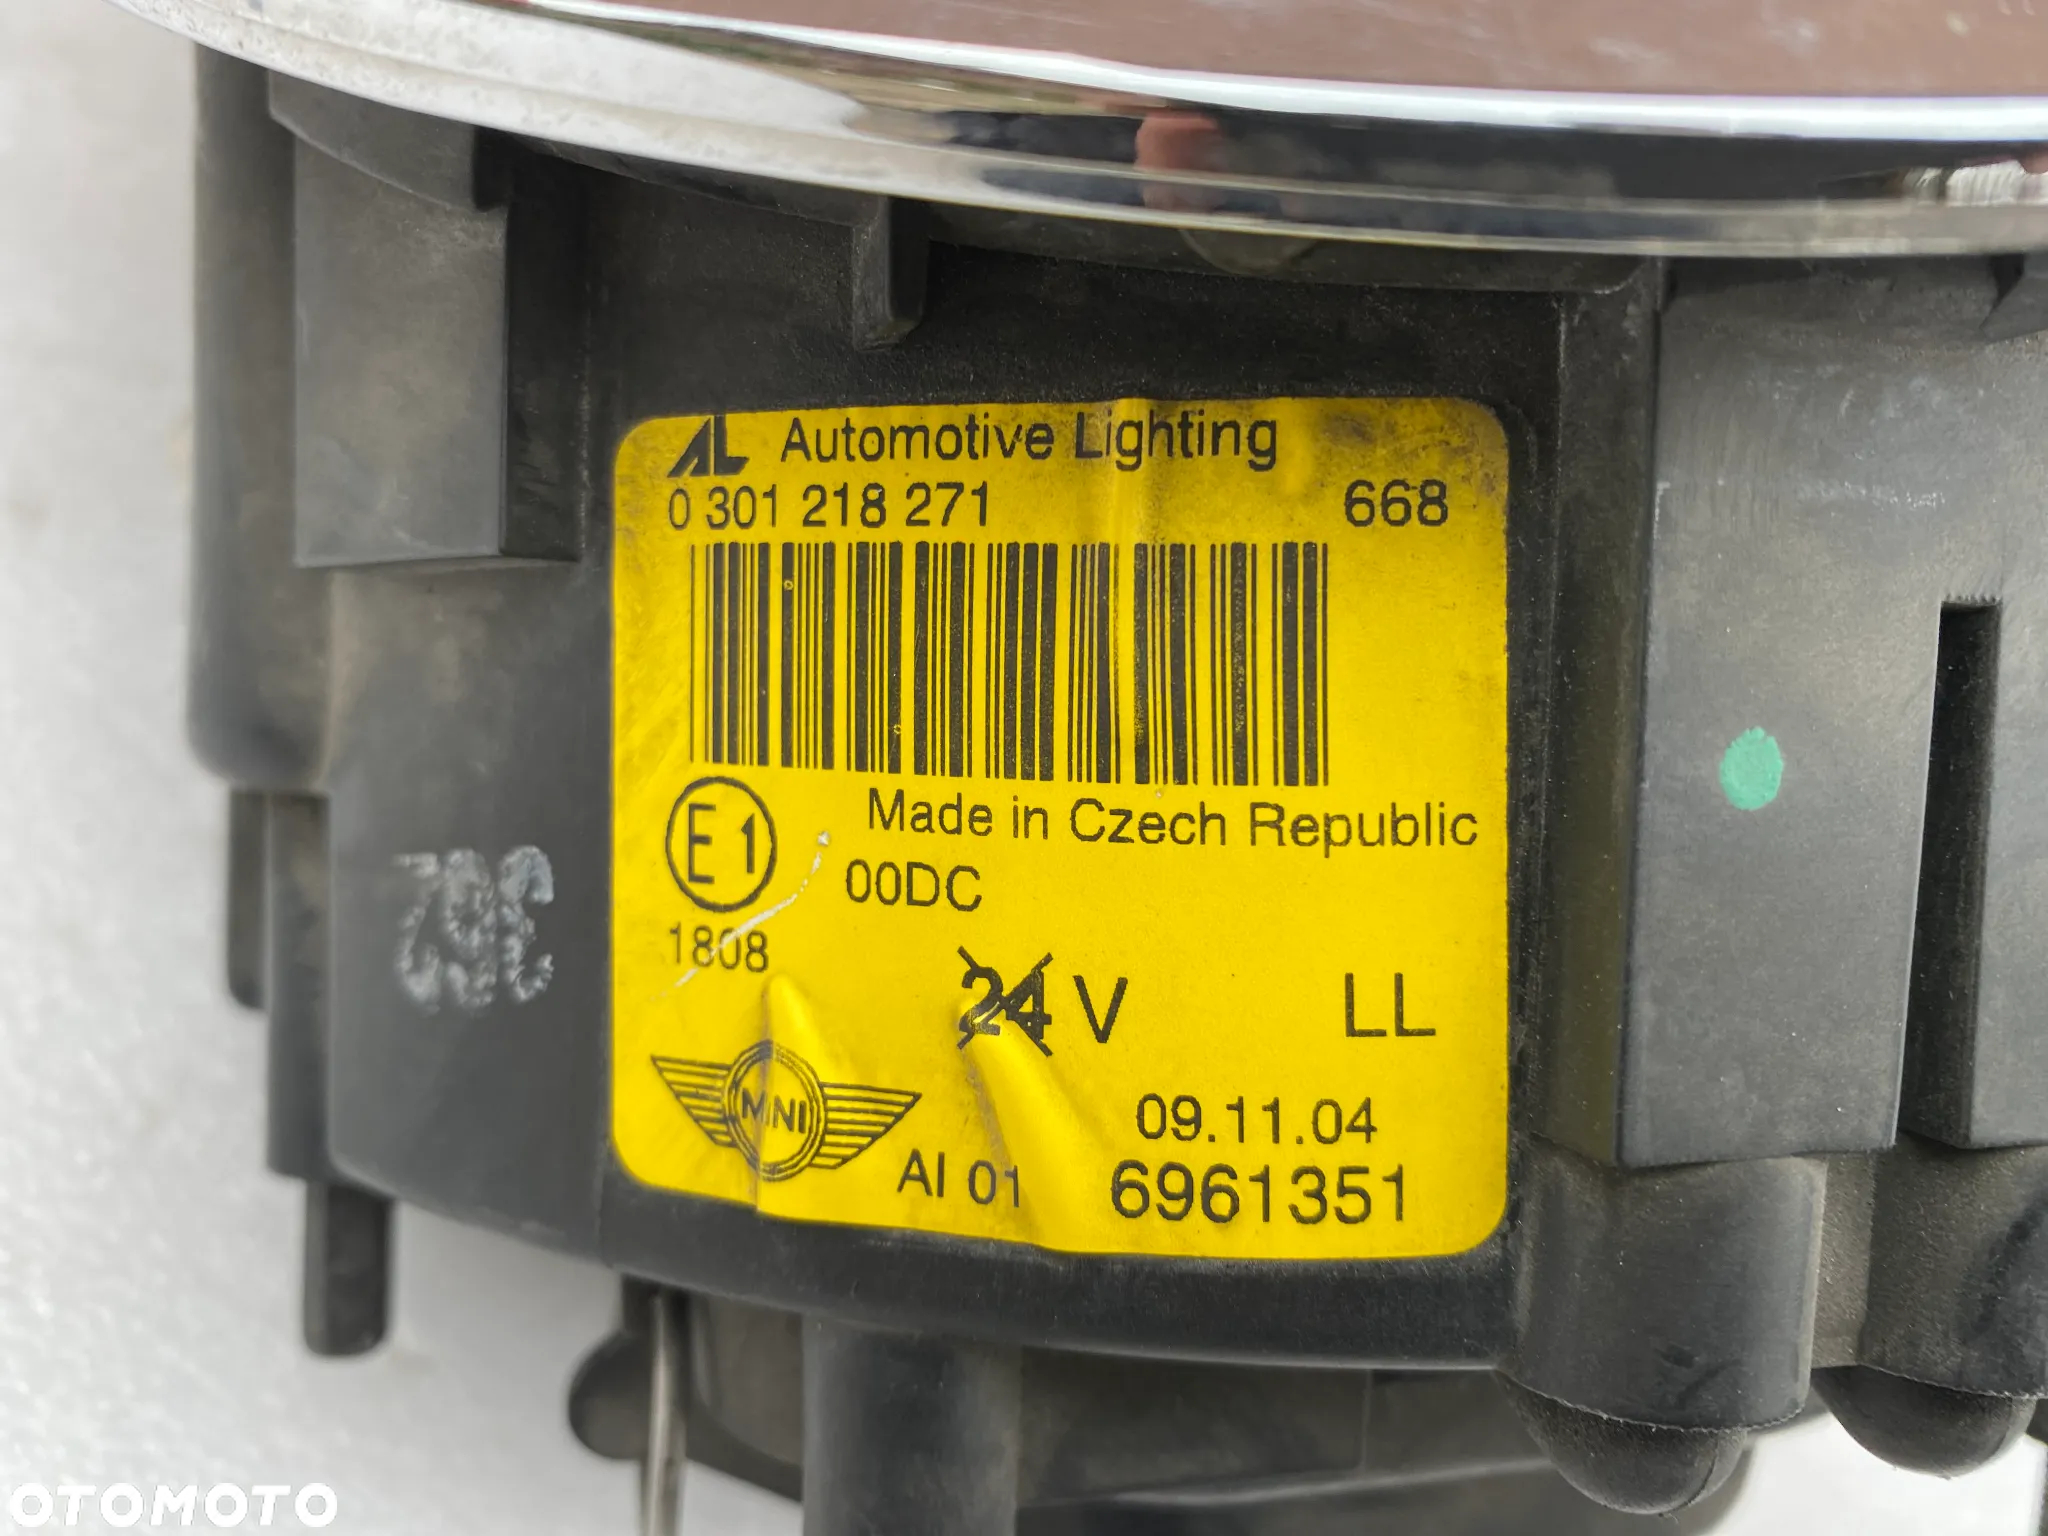 AL Automotive Lighting
0 301 218 271 668
Made in Czech Republic
E1
00DC
1808
24 V LL
MINI
09.11.04
AI 01 6961351
OTOMOTO